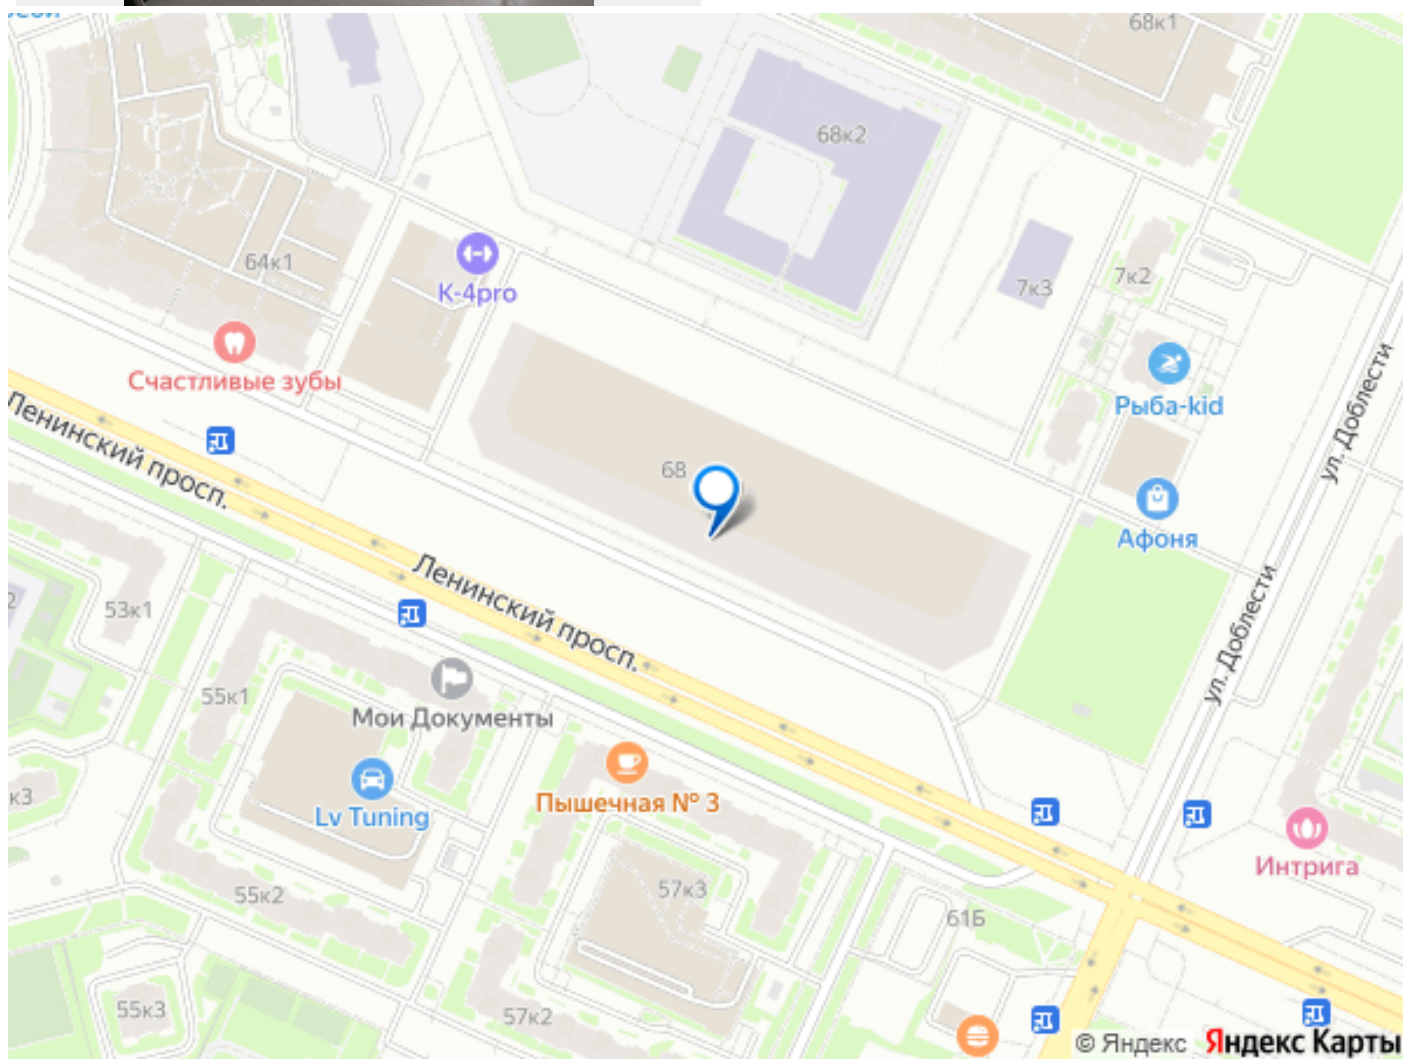 68к1
68к2
64к1
К-4pro
7к3
7к2
Счастливые зубы
Рыба-kid
Ленинский просп.
ул. Доблести
68
Афоня
Ленинский просп.
53к1
ул. Доблести
55к1
Мои Документы
к3
Lv Tuning
Пышечная № 3
Интрига
55к2
57к3
61Б
55к3
57к2
© Яндекс Яндекс Карты